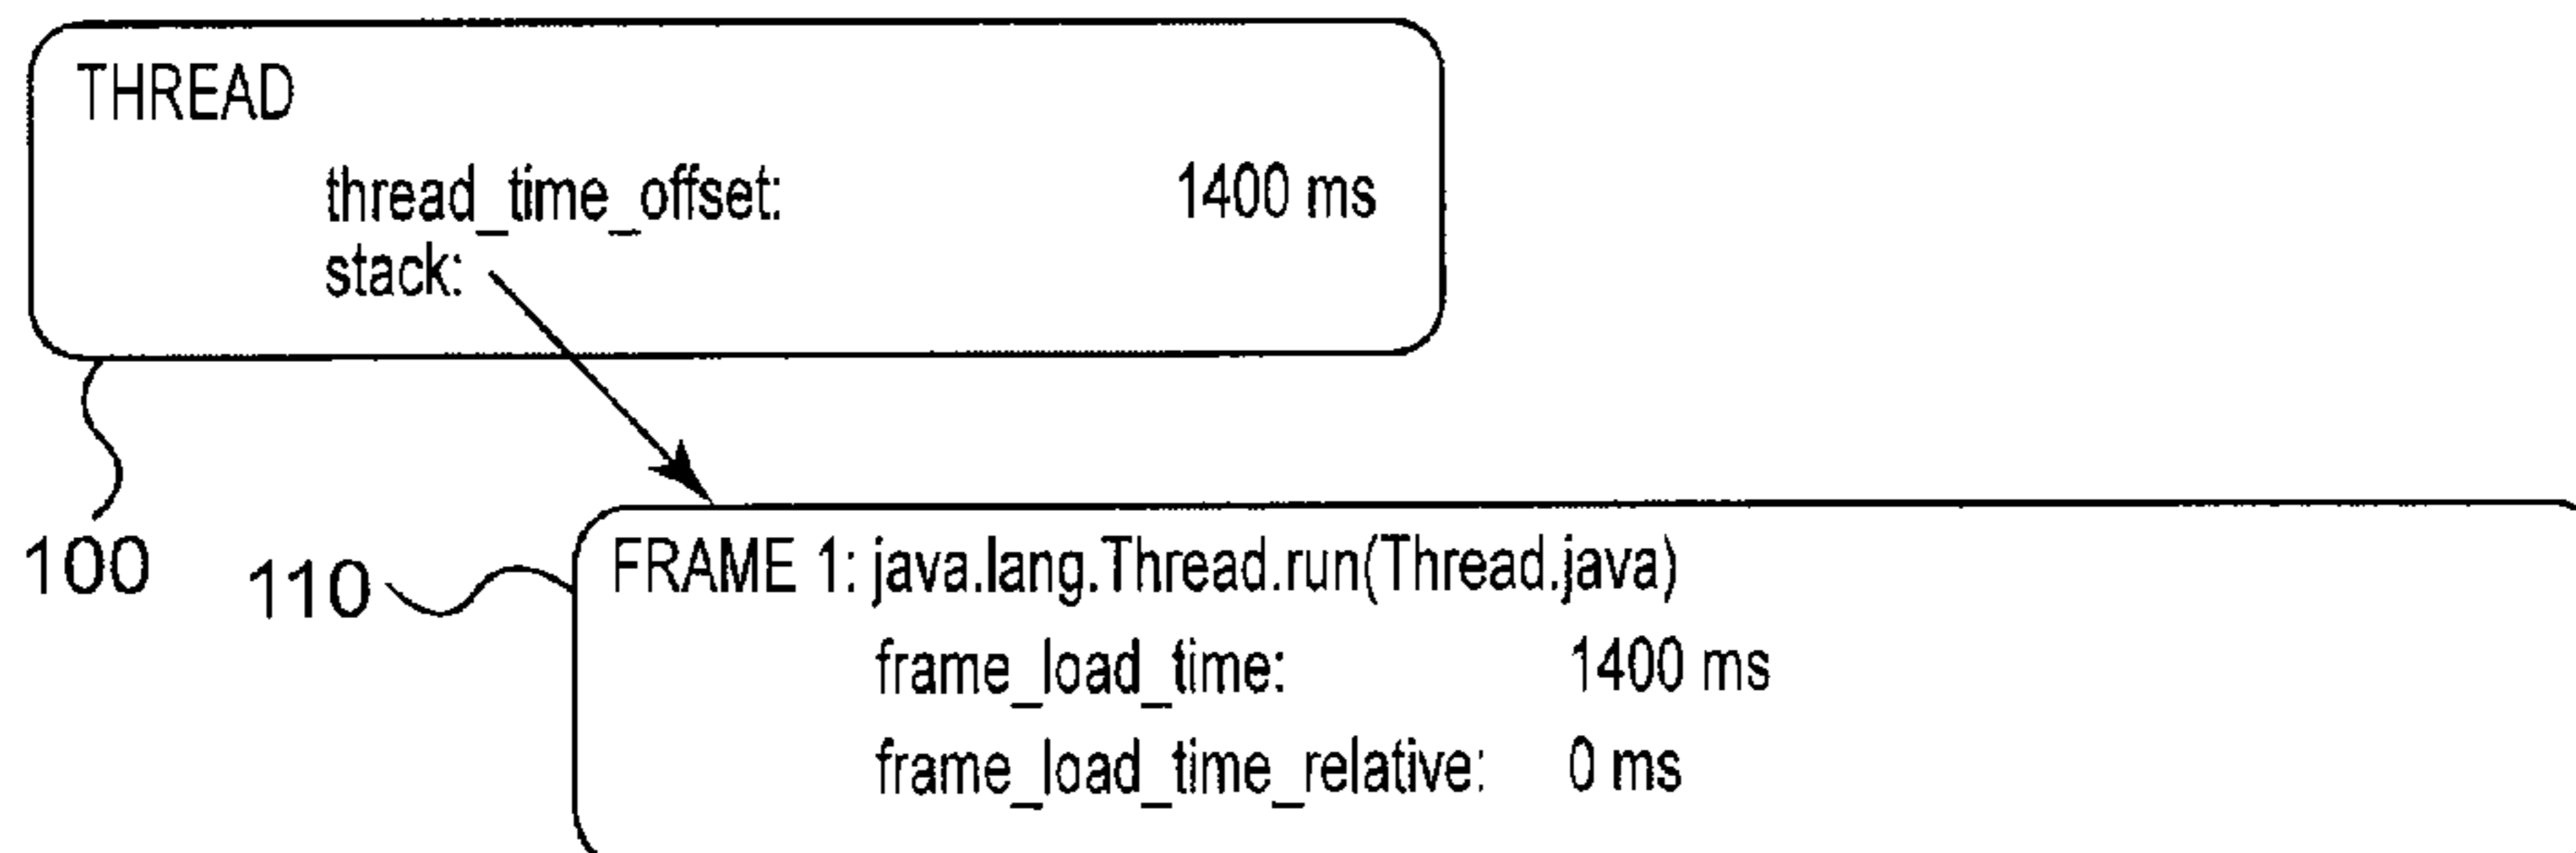 THREAD
thread_time_offset: 1400 ms
stack:
100
110
FRAME 1: java.lang.Thread.run(Thread.java)
frame_load_time: 1400 ms
frame_load_time_relative: 0 ms